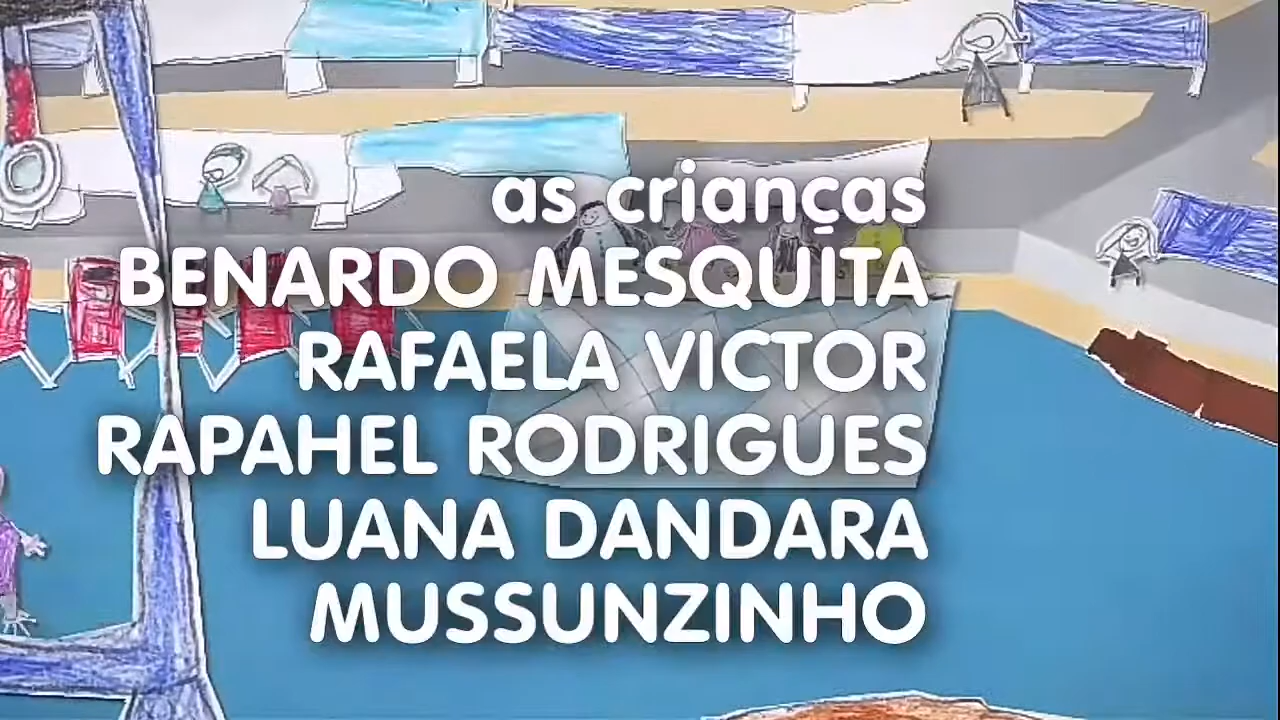 as crianças
BENARDO MESQUITA
RAFAELA VICTOR
RAPAHEL RODRIGUES
LUANA DANDARA
MUSSUNZINHO